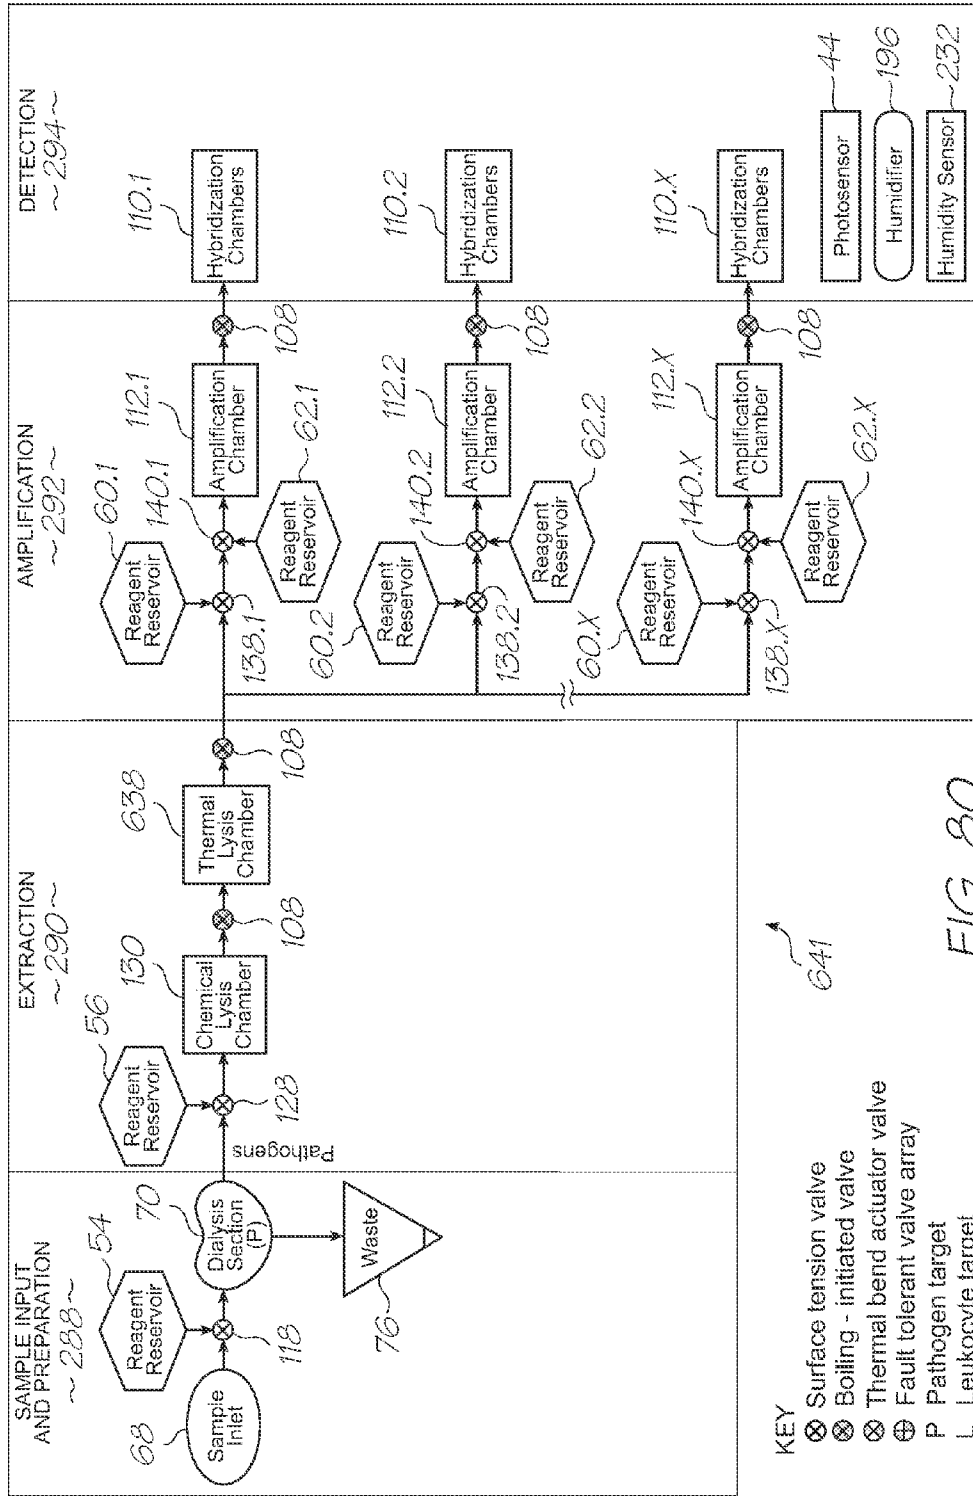 SAMPLE INPUT
AND PREPARATION
~288~
EXTRACTION
~290~
AMPLIFICATION
~292~
DETECTION
~294~
68
Sample
Inlet
54
Reagent
Reservoir
118
70
Dialysis
Section
(P)
Waste
76
Pathogens
56
Reagent
Reservoir
128
130
Chemical
Lysis
Chamber
108
638
Thermal
Lysis
Chamber
108
60.1
Reagent
Reservoir
138.1
140.1
Reagent
Reservoir
62.1
112.1
Amplification
Chamber
108
110.1
Hybridization
Chambers
60.2
Reagent
Reservoir
138.2
140.2
Reagent
Reservoir
62.2
112.2
Amplification
Chamber
108
110.2
Hybridization
Chambers
60.X
Reagent
Reservoir
138.X
140.X
Reagent
Reservoir
62.X
112.X
Amplification
Chamber
108
110.X
Hybridization
Chambers
Photosensor
44
Humidifier
196
Humidity Sensor
232
641
KEY
Surface tension valve
Boiling - initiated valve
Thermal bend actuator valve
Fault tolerant valve array
P Pathogen target
L Leukocyte target
FIG. 80